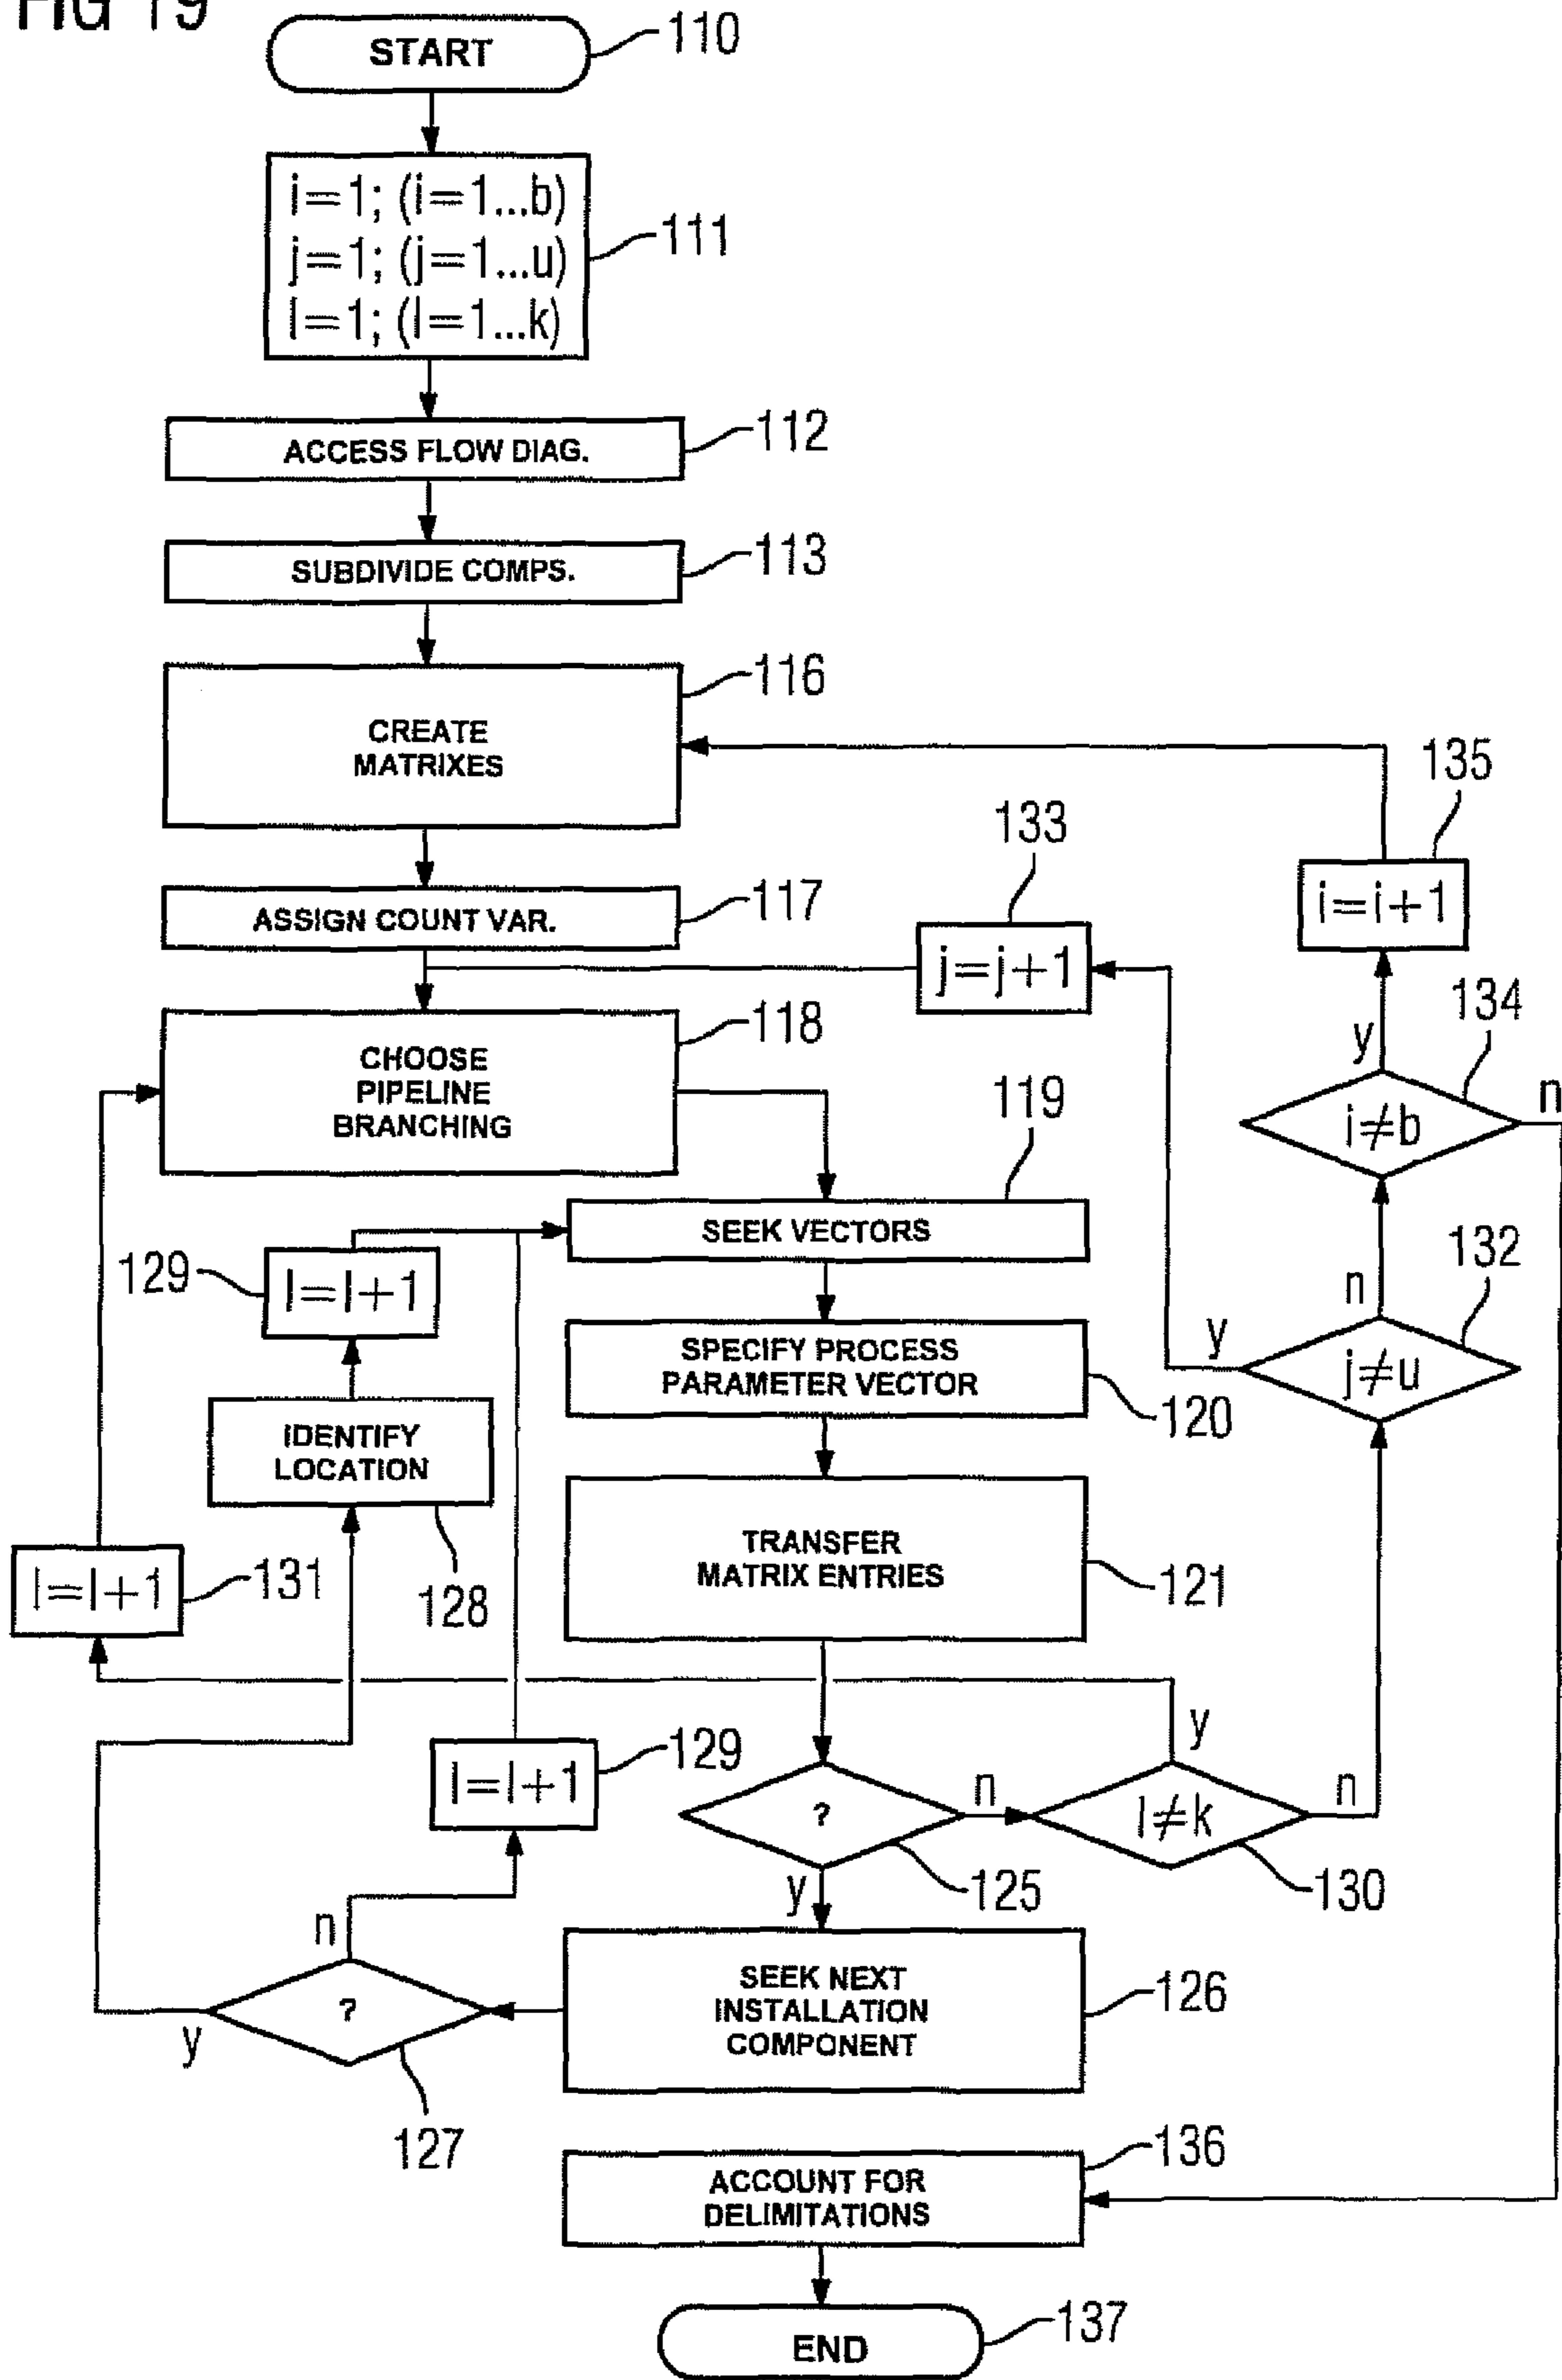 FIG 19
START
110
i=1; (i=1...b)
j=1; (j=1...u)
l=1; (l=1...k)
111
ACCESS FLOW DIAG.
112
SUBDIVIDE COMPS.
113
CREATE
MATRIXES
116
135
i=i+1
133
j=j+1
ASSIGN COUNT VAR.
117
CHOOSE
PIPELINE
BRANCHING
118
y
134
i≠b
n
119
SEEK VECTORS
129
l=l+1
132
n
y
j≠u
SPECIFY PROCESS
PARAMETER VECTOR
120
IDENTIFY
LOCATION
128
TRANSFER
MATRIX ENTRIES
121
l=l+1
131
l=l+1
129
y
?
n
l≠k
n
125
130
y
n
?
y
127
SEEK NEXT
INSTALLATION
COMPONENT
126
ACCOUNT FOR
DELIMITATIONS
136
END
137